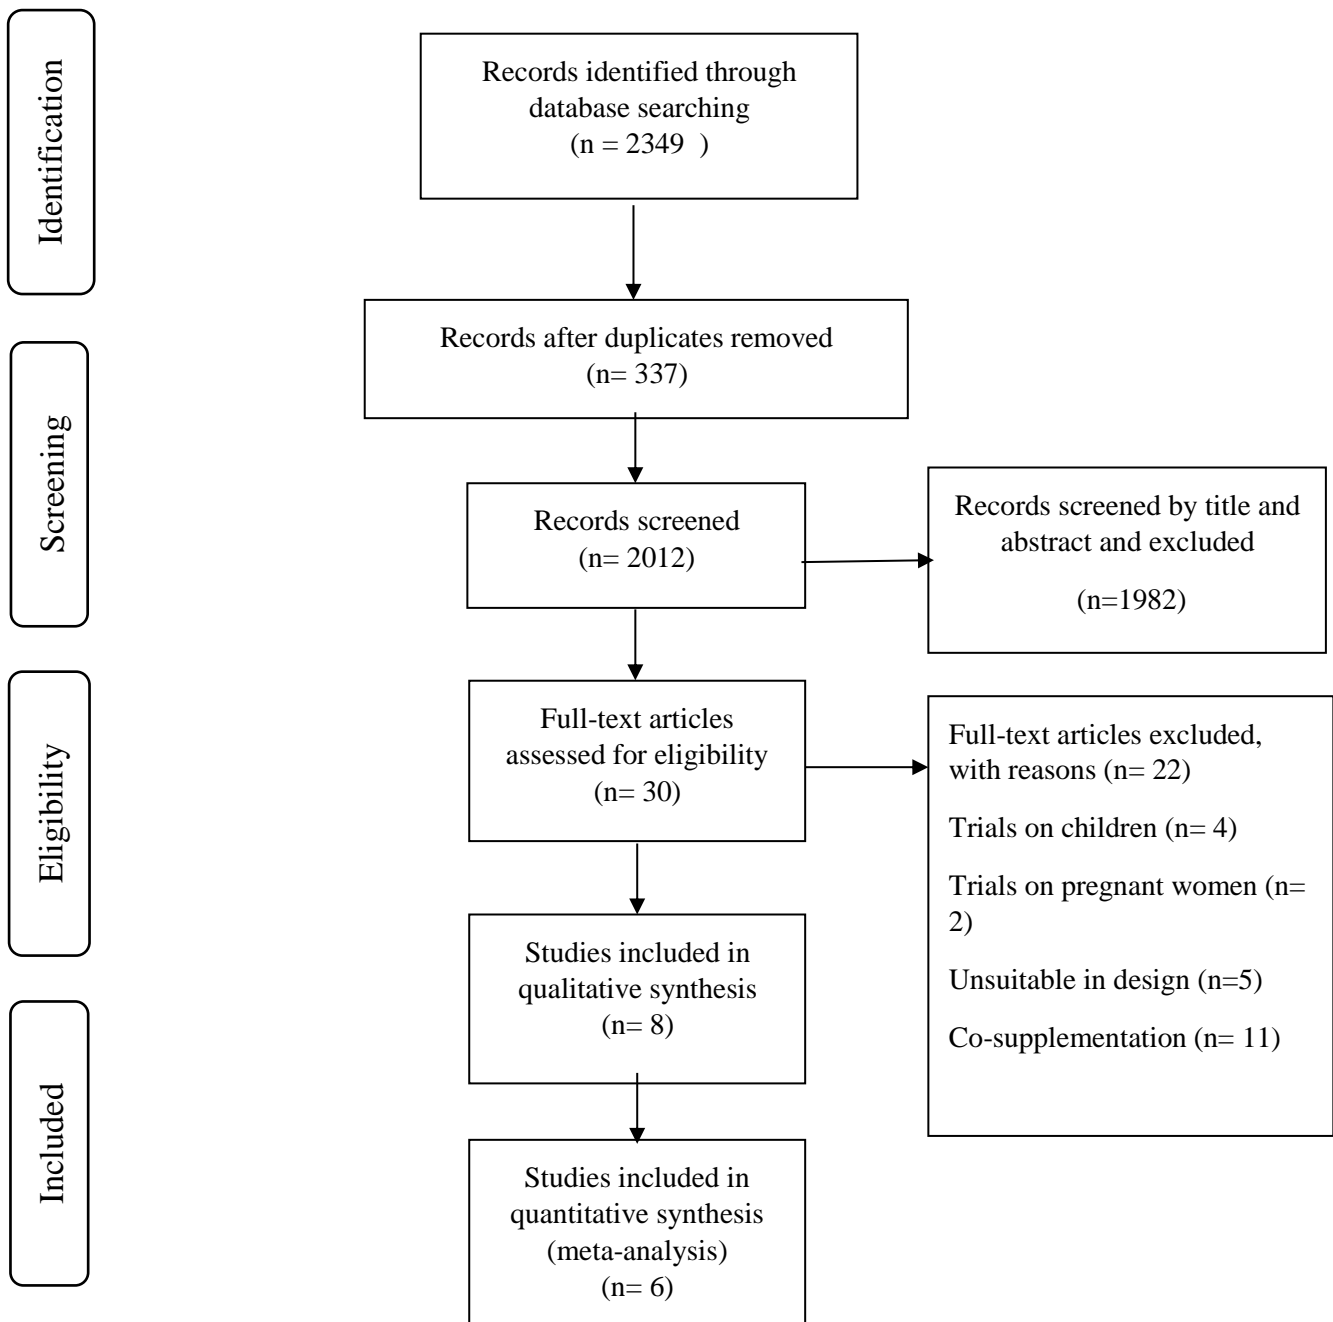 Identification
Records identified through
database searching
(n = 2349  )
Records after duplicates removed
(n= 337)
Screening
Records screened
(n= 2012)
Records screened by title and
abstract and excluded
(n=1982)
Eligibility
Full-text articles
assessed for eligibility
(n= 30)
Full-text articles excluded,
with reasons (n= 22)
Trials on children (n= 4)
Trials on pregnant women (n=
2)
Unsuitable in design (n=5)
Co-supplementation (n= 11)
Studies included in
qualitative synthesis
(n= 8)
Included
Studies included in
quantitative synthesis
(meta-analysis)
(n= 6)